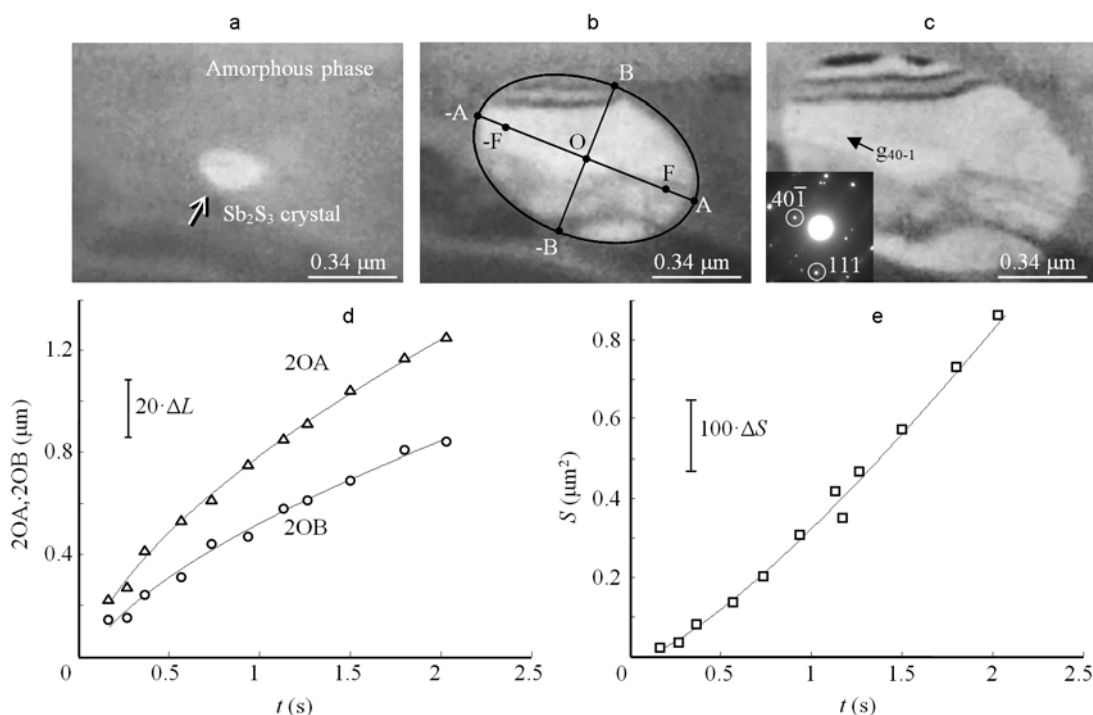 a
b
c
Amorphous phase
Sb₂S₃ crystal
0.34 μm
B
-A
-F
O
F
A
-B
0.34 μm
g₄₀₋₁
401̅
111
0.34 μm
d
2OA,·2OB (μm)
1.2
0.8
0.4
0
20·ΔL
2OA
2OB
0.5
1
1.5
2
2.5
t (s)
e
S (μm²)
0.8
0.6
0.4
0.2
0
100·ΔS
0.5
1
1.5
2
2.5
t (s)